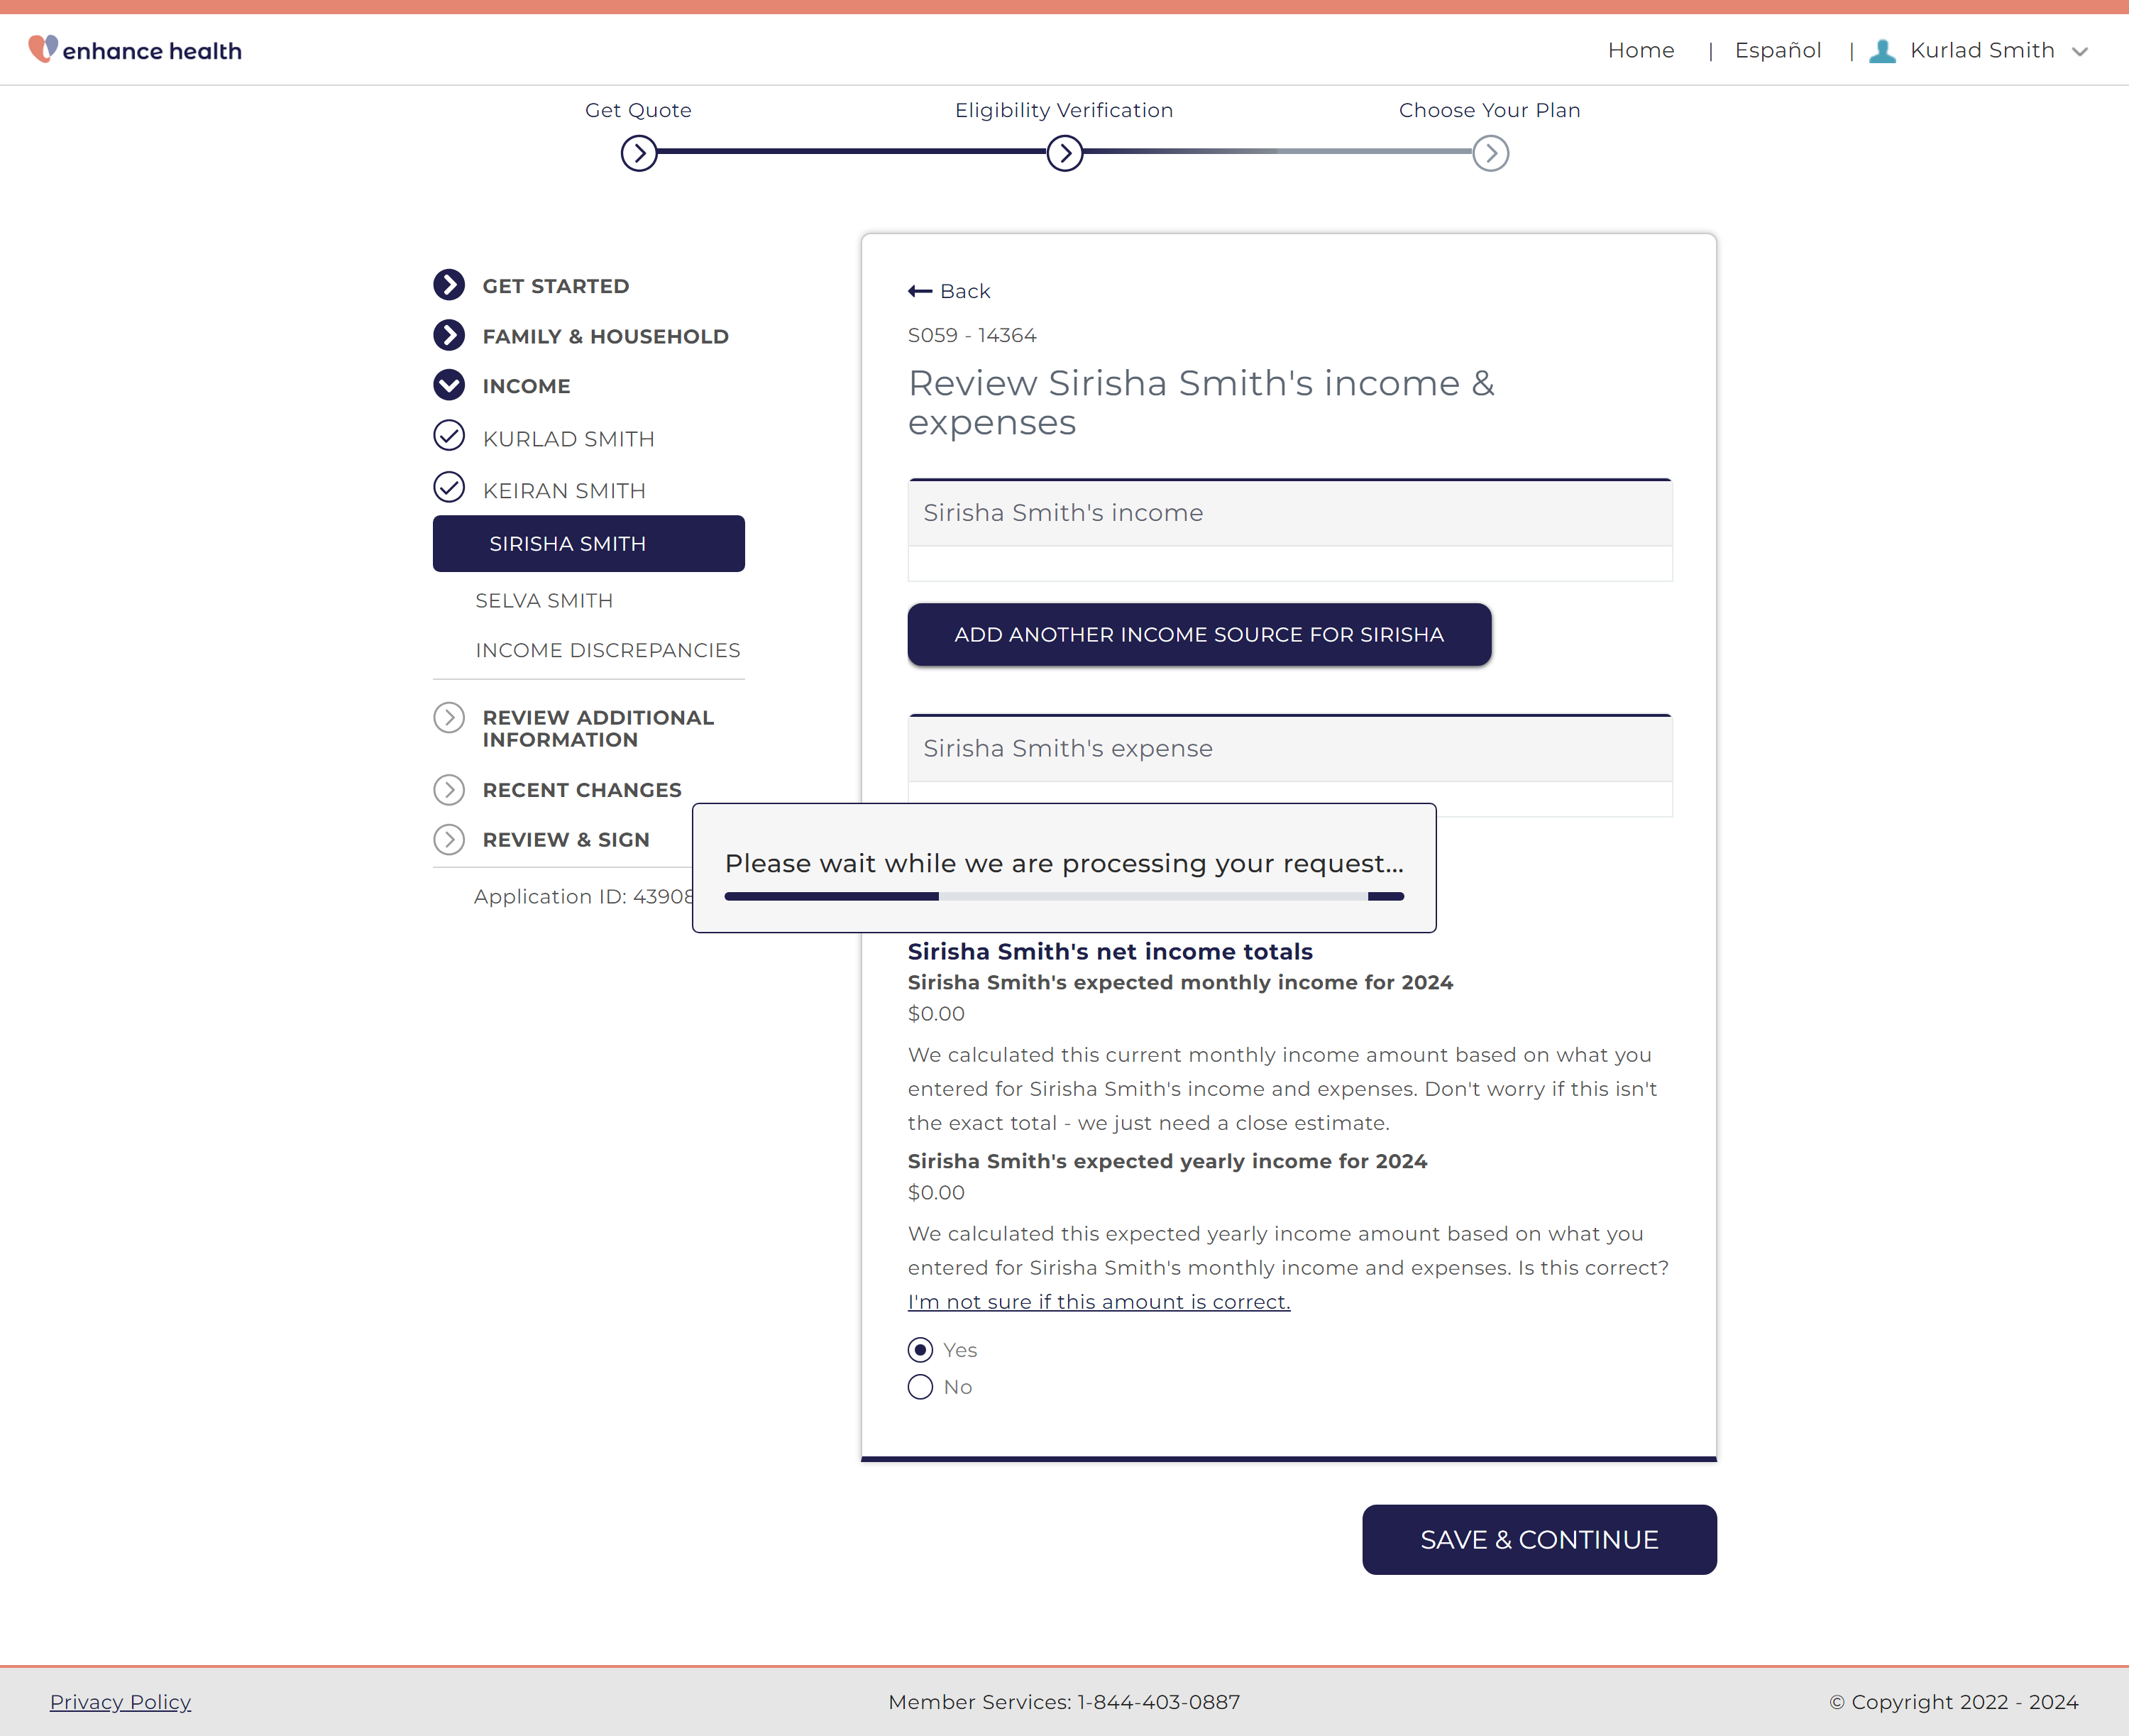 enhance health
Home | Español | Kurlad Smith
Get Quote
Eligibility Verification
Choose Your Plan
GET STARTED
FAMILY & HOUSEHOLD
INCOME
KURLAD SMITH
KEIRAN SMITH
SIRISHA SMITH
SELVA SMITH
INCOME DISCREPANCIES
REVIEW ADDITIONAL
INFORMATION
RECENT CHANGES
REVIEW & SIGN
Application ID: 43908
Back
S059 - 14364
Review Sirisha Smith's income &
expenses
Sirisha Smith's income
ADD ANOTHER INCOME SOURCE FOR SIRISHA
Sirisha Smith's expense
Please wait while we are processing your request...
Sirisha Smith's net income totals
Sirisha Smith's expected monthly income for 2024
$0.00
We calculated this current monthly income amount based on what you
entered for Sirisha Smith's income and expenses. Don't worry if this isn't
the exact total - we just need a close estimate.
Sirisha Smith's expected yearly income for 2024
$0.00
We calculated this expected yearly income amount based on what you
entered for Sirisha Smith's monthly income and expenses. Is this correct?
I'm not sure if this amount is correct.
Yes
No
SAVE & CONTINUE
Privacy Policy
Member Services: 1-844-403-0887
© Copyright 2022 - 2024